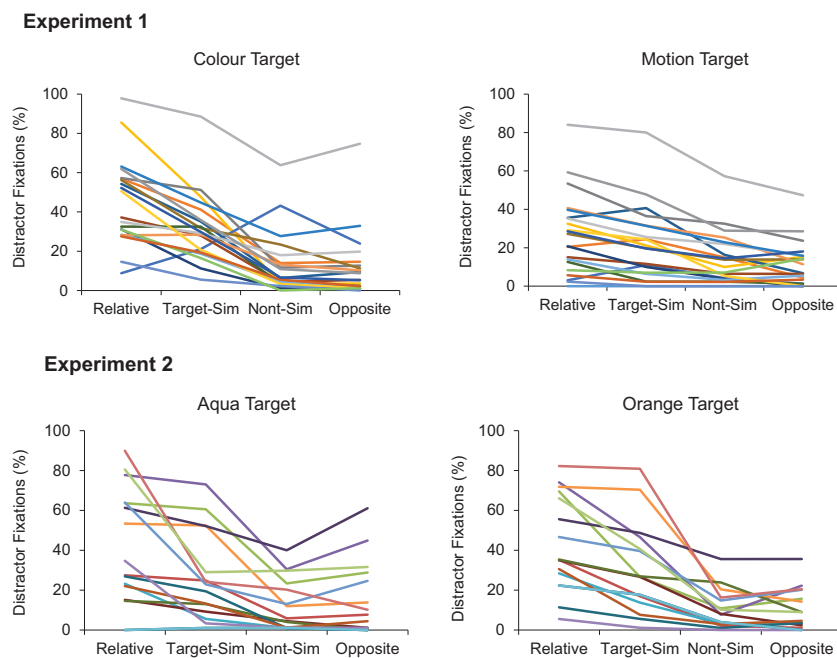 Experiment 1
Colour Target
Motion Target
Distractor Fixations (%)
100
80
60
40
20
0
Relative Target-Sim Nont-Sim Opposite
Distractor Fixations (%)
100
80
60
40
20
0
Relative Target-Sim Nont-Sim Opposite
Experiment 2
Aqua Target
Orange Target
Distractor Fixations (%)
100
80
60
40
20
0
Relative Target-Sim Nont-Sim Opposite
Distractor Fixations (%)
100
80
60
40
20
0
Relative Target-Sim Nont-Sim Opposite